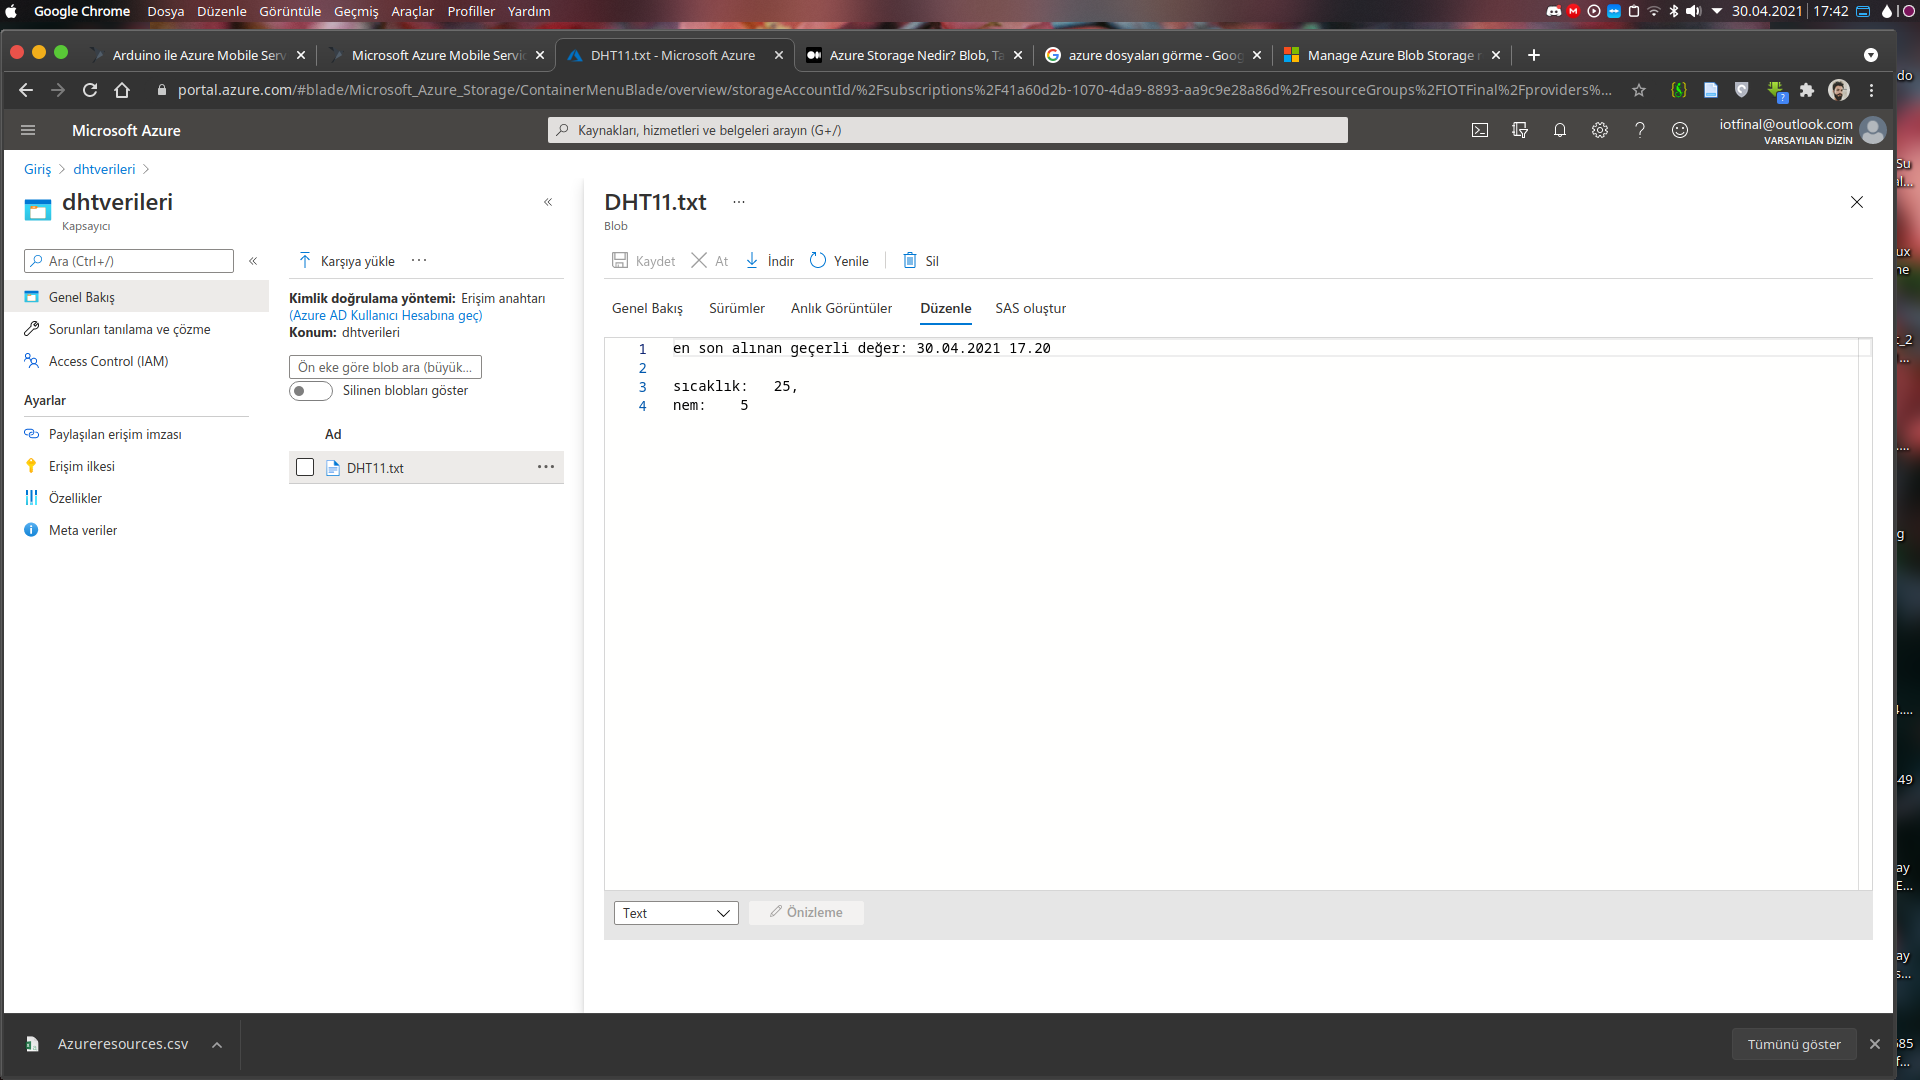 Google Chrome Dosya Düzenle Görüntüle Geçmiş Araçlar Profiller Yardım
30.04.2021 17:42
Arduino ile Azure Mobile Serv
Microsoft Azure Mobile Servic
DHT11.txt - Microsoft Azure
Azure Storage Nedir? Blob, Ta
azure dosyaları görme - Goog
Manage Azure Blob Storage r
portal.azure.com/#blade/Microsoft_Azure_Storage/ContainerMenuBlade/overview/storageAccountId/%2Fsubscriptions%2F41a60d2b-1070-4da9-8893-aa9c9e28a86d%2FresourceGroups%2FIOTFinal%2Fproviders%...
Microsoft Azure
Kaynakları, hizmetleri ve belgeleri arayın (G+/)
iotfinal@outlook.com
VARSAYILAN DİZİN
Giriş
dhtverileri
dhtverileri
Kapsayıcı
Ara (Ctrl+/)
Genel Bakış
Sorunları tanılama ve çözme
Access Control (IAM)
Ayarlar
Paylaşılan erişim imzası
Erişim ilkesi
Özellikler
Meta veriler
Karşıya yükle
Kimlik doğrulama yöntemi: Erişim anahtarı
(Azure AD Kullanıcı Hesabına geç)
Konum: dhtverileri
Ön eke göre blob ara (büyük...
Silinen blobları göster
Ad
DHT11.txt
DHT11.txt
Blob
Kaydet At İndir Yenile Sil
Genel Bakış Sürümler Anlık Görüntüler Düzenle SAS oluştur
1 en son alınan geçerli değer: 30.04.2021 17.20
2
3 sıcaklık: 25,
4 nem: 5
Text
Önizleme
Azureresources.csv
Tümünü göster